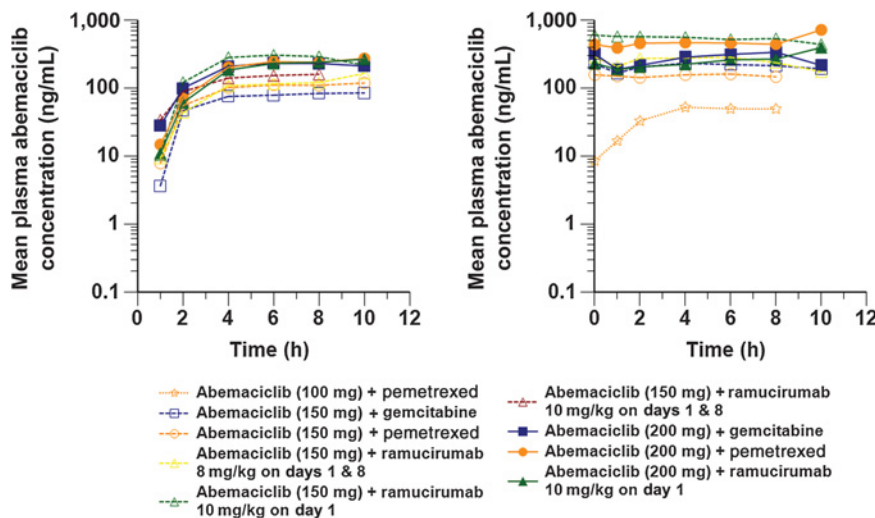 Mean plasma abemaciclib
concentration (ng/mL)
1,000
100
10
1
0.1
0 2 4 6 8 10 12
Time (h)
Mean plasma abemaciclib
concentration (ng/mL)
1,000
100
10
1
0.1
0 2 4 6 8 10 12
Time (h)
Abemaciclib (100 mg) + pemetrexed
Abemaciclib (150 mg) + gemcitabine
Abemaciclib (150 mg) + pemetrexed
Abemaciclib (150 mg) + ramucirumab
8 mg/kg on days 1 & 8
Abemaciclib (150 mg) + ramucirumab
10 mg/kg on day 1
Abemaciclib (150 mg) + ramucirumab
10 mg/kg on days 1 & 8
Abemaciclib (200 mg) + gemcitabine
Abemaciclib (200 mg) + pemetrexed
Abemaciclib (200 mg) + ramucirumab
10 mg/kg on day 1